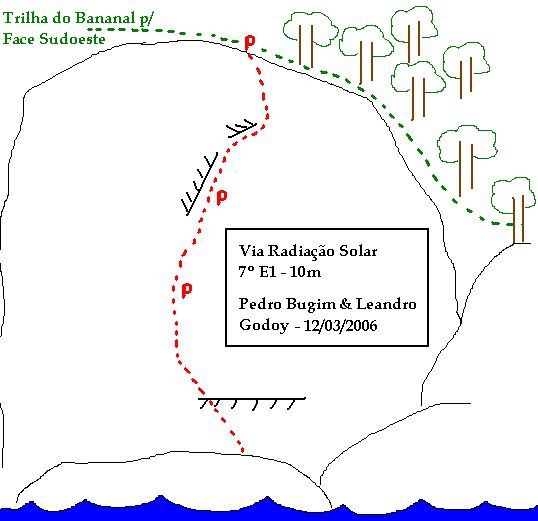 Trilha do Bananal p/
Face Sudoeste
P
P
P
Via Radiação Solar
7º E1 - 10m
Pedro Bugim & Leandro
Godoy - 12/03/2006